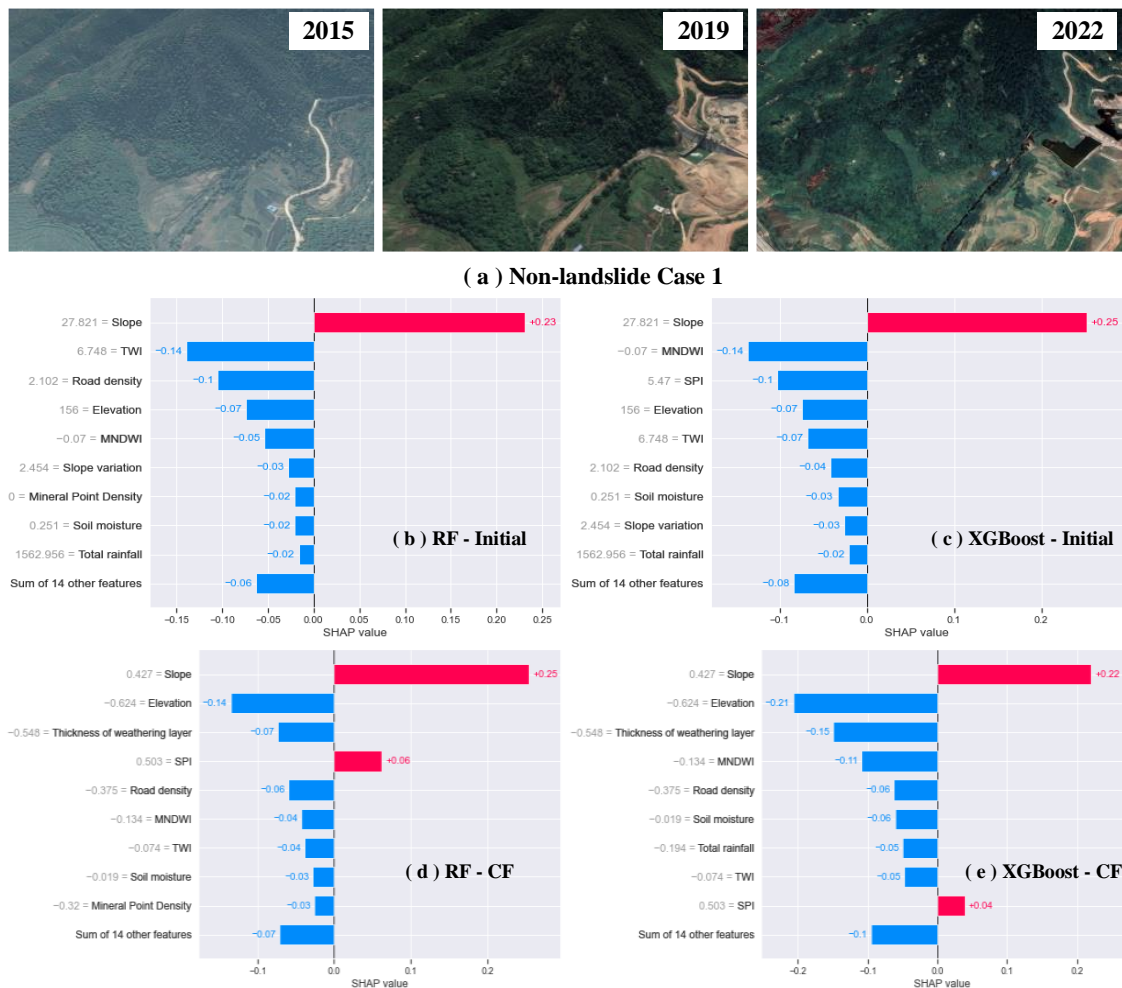 2015
2019
2022
( a ) Non-landslide Case 1
27.821 = Slope
+0.23
6.748 = TWI
−0.14
2.102 = Road density
−0.1
156 = Elevation
−0.07
−0.07 = MNDWI
−0.05
2.454 = Slope variation
−0.03
0 = Mineral Point Density
−0.02
0.251 = Soil moisture
−0.02
1562.956 = Total rainfall
−0.02
Sum of 14 other features
−0.06
( b ) RF - Initial
−0.15 −0.10 −0.05 0.00 0.05 0.10 0.15 0.20 0.25
SHAP value
27.821 = Slope
+0.25
−0.07 = MNDWI
−0.14
5.47 = SPI
−0.1
156 = Elevation
−0.07
6.748 = TWI
−0.07
2.102 = Road density
−0.04
0.251 = Soil moisture
−0.03
2.454 = Slope variation
−0.03
1562.956 = Total rainfall
−0.02
Sum of 14 other features
−0.08
( c ) XGBoost - Initial
−0.1 0.0 0.1 0.2
SHAP value
0.427 = Slope
+0.25
−0.624 = Elevation
−0.14
−0.548 = Thickness of weathering layer
−0.07
0.503 = SPI
+0.06
−0.375 = Road density
−0.06
−0.134 = MNDWI
−0.04
−0.074 = TWI
−0.04
−0.019 = Soil moisture
−0.03
−0.32 = Mineral Point Density
−0.03
Sum of 14 other features
−0.07
( d ) RF - CF
−0.1 0.0 0.1 0.2
SHAP value
0.427 = Slope
+0.22
−0.624 = Elevation
−0.21
−0.548 = Thickness of weathering layer
−0.15
−0.134 = MNDWI
−0.11
−0.375 = Road density
−0.06
−0.019 = Soil moisture
−0.06
−0.194 = Total rainfall
−0.05
−0.074 = TWI
−0.05
0.503 = SPI
+0.04
Sum of 14 other features
−0.1
( e ) XGBoost - CF
−0.2 −0.1 0.0 0.1 0.2
SHAP value